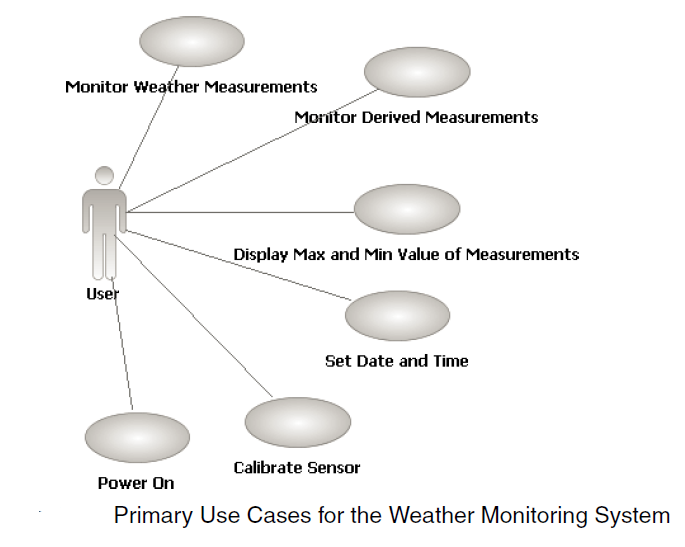 Monitor Weather Measurements
Monitor Derived Measurements
Display Max and Min Value of Measurements
User
Set Date and Time
Calibrate Sensor
Power On
Primary Use Cases for the Weather Monitoring System